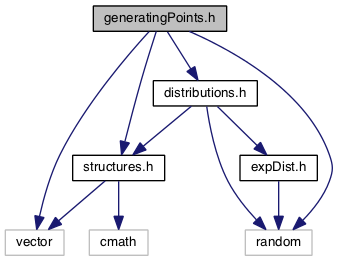 generatingPoints.h
distributions.h
structures.h
expDist.h
vector
cmath
random